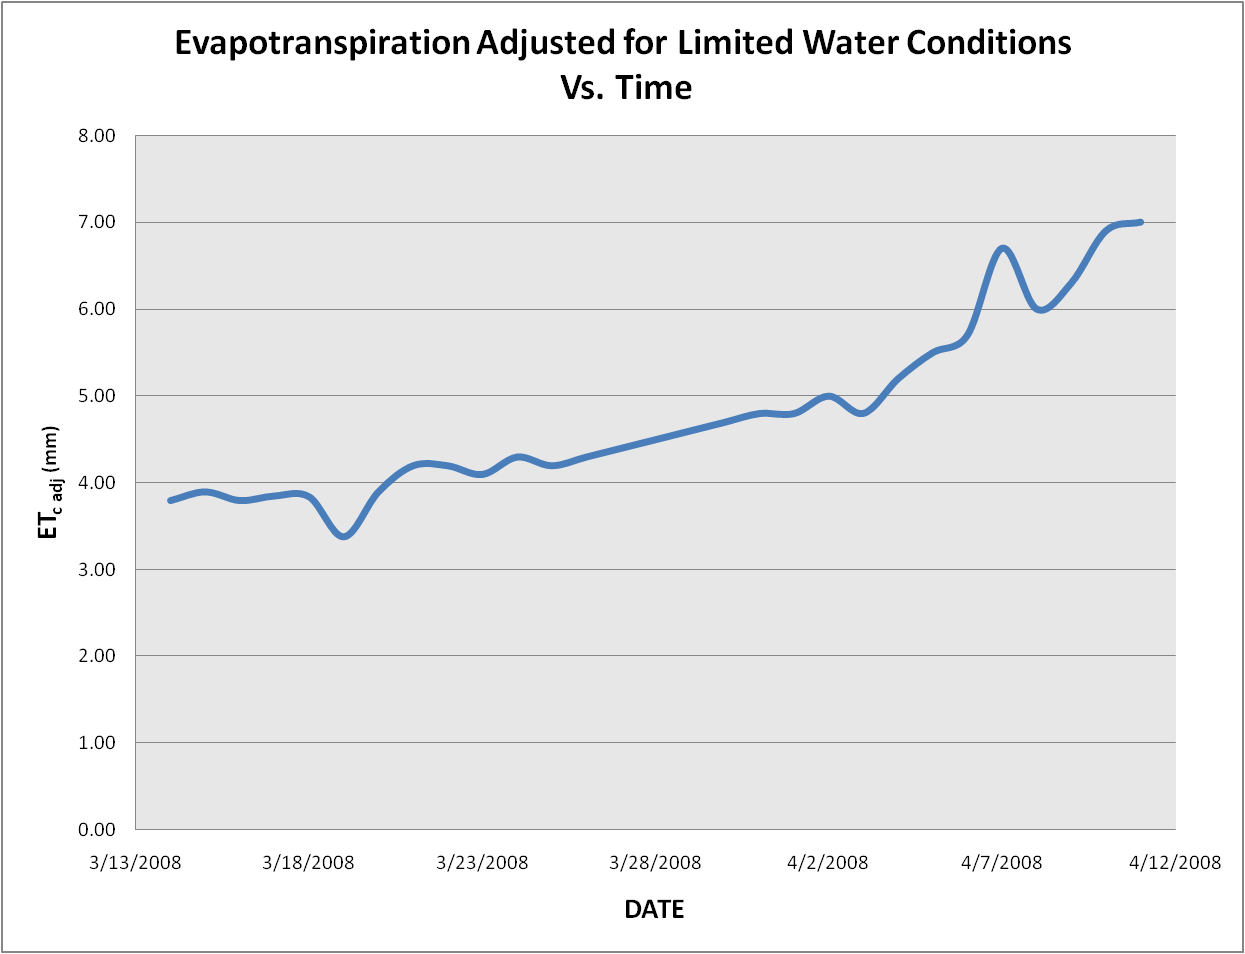 Evapotranspiration Adjusted for Limited Water Conditions
Vs. Time
8.00
7.00
6.00
5.00
4.00
3.00
2.00
1.00
0.00
ETc adj (mm)
3/13/2008 3/18/2008 3/23/2008 3/28/2008 4/2/2008 4/7/2008 4/12/2008
DATE